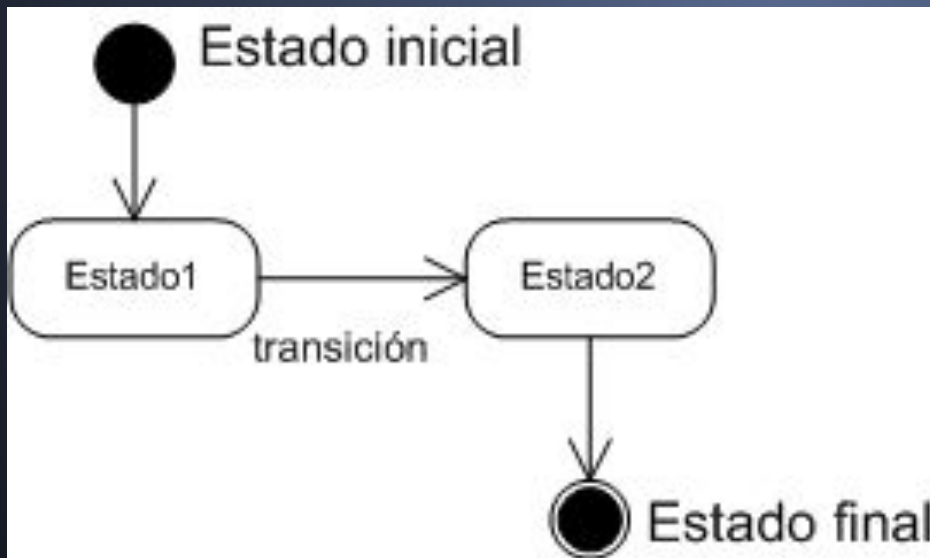 Estado inicial
Estado1
Estado2
transición
Estado final